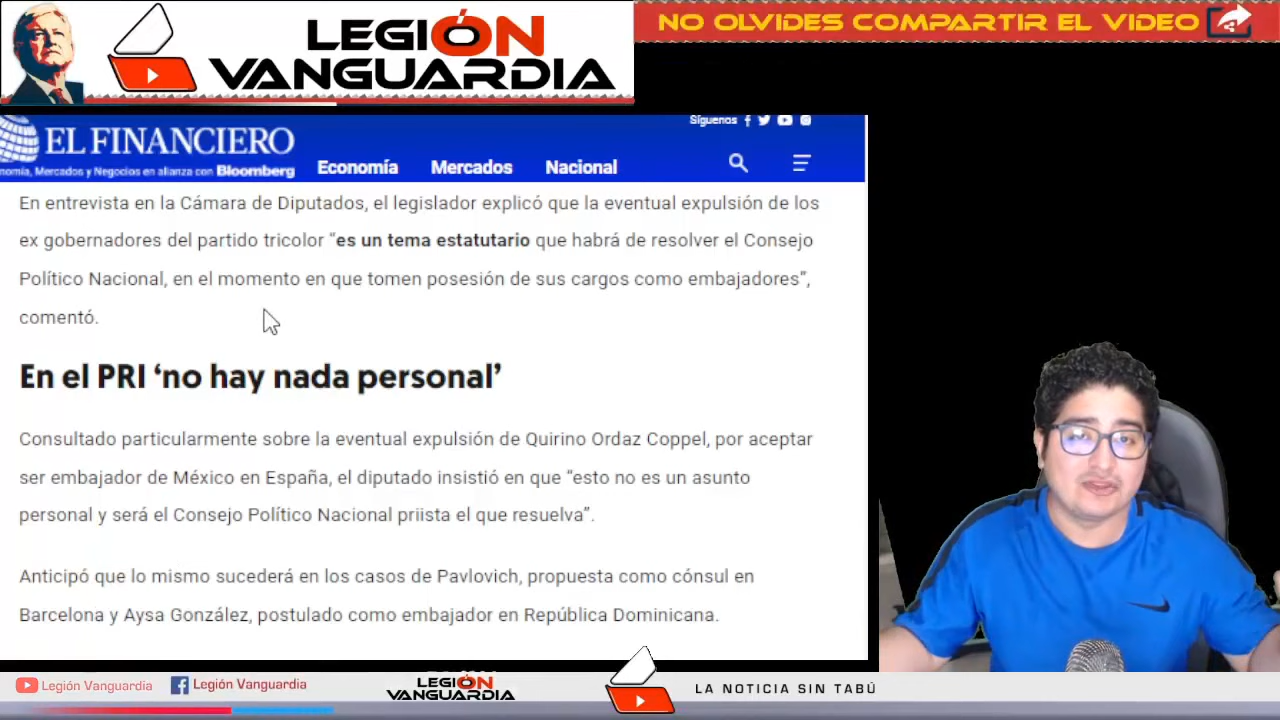 LEGIÓN
VANGUARDIA
NO OLVIDES COMPARTIR EL VIDEO
EL FINANCIERO
nomía, Mercados y Negocios en alianza con Bloomberg
Economía Mercados Nacional
Síguenos
En entrevista en la Cámara de Diputados, el legislador explicó que la eventual expulsión de los
ex gobernadores del partido tricolor “es un tema estatutario que habrá de resolver el Consejo
Político Nacional, en el momento en que tomen posesión de sus cargos como embajadores”,
comentó.
En el PRI ‘no hay nada personal’
Consultado particularmente sobre la eventual expulsión de Quirino Ordaz Coppel, por aceptar
ser embajador de México en España, el diputado insistió en que “esto no es un asunto
personal y será el Consejo Político Nacional priista el que resuelva”.
Anticipó que lo mismo sucederá en los casos de Pavlovich, propuesta como cónsul en
Barcelona y Aysa González, postulado como embajador en República Dominicana.
Legión Vanguardia
Legión Vanguardia
LEGIÓN
VANGUARDIA
LA NOTICIA SIN TABÚ